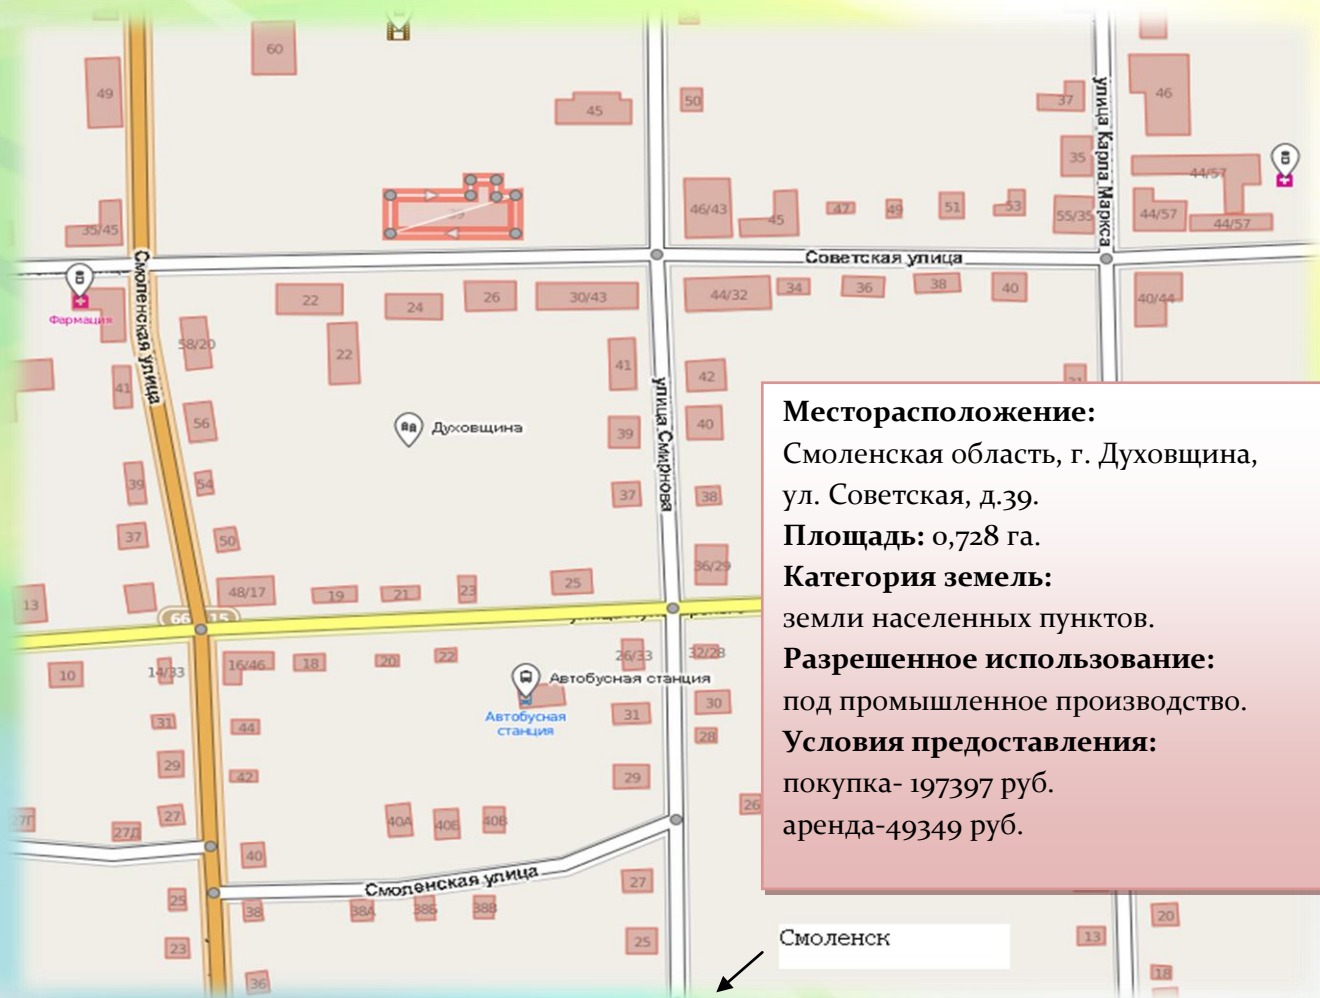 60
49
45
50
37
46
35
44/57
улица Карла Маркса
46/43
45
47
49
51
53
55/35
44/57
44/57
35/45
39
Советская улица
Смоленская улица
Фармация
22
24
26
30/43
44/32
34
36
38
40
40/44
58/20
22
41
42
41
56
Духовщина
39
40
улица Смирнова
39
54
37
38
37
50
36/29
13
48/17
19
21
23
25
66
15
10
14/33
16/46
18
20
22
26/33
32/28
Автобусная станция
Автобусная
станция
31
30
31
44
28
29
42
29
26
27
27Д
40А
40Б
40В
40
Смоленская улица
27
25
38
38А
38Б
38В
23
25
36
Месторасположение:
Смоленская область, г. Духовщина,
ул. Советская, д.39.
Площадь: 0,728 га.
Категория земель:
земли населенных пунктов.
Разрешенное использование:
под промышленное производство.
Условия предоставления:
покупка- 197397 руб.
аренда-49349 руб.
Смоленск
20
13
18